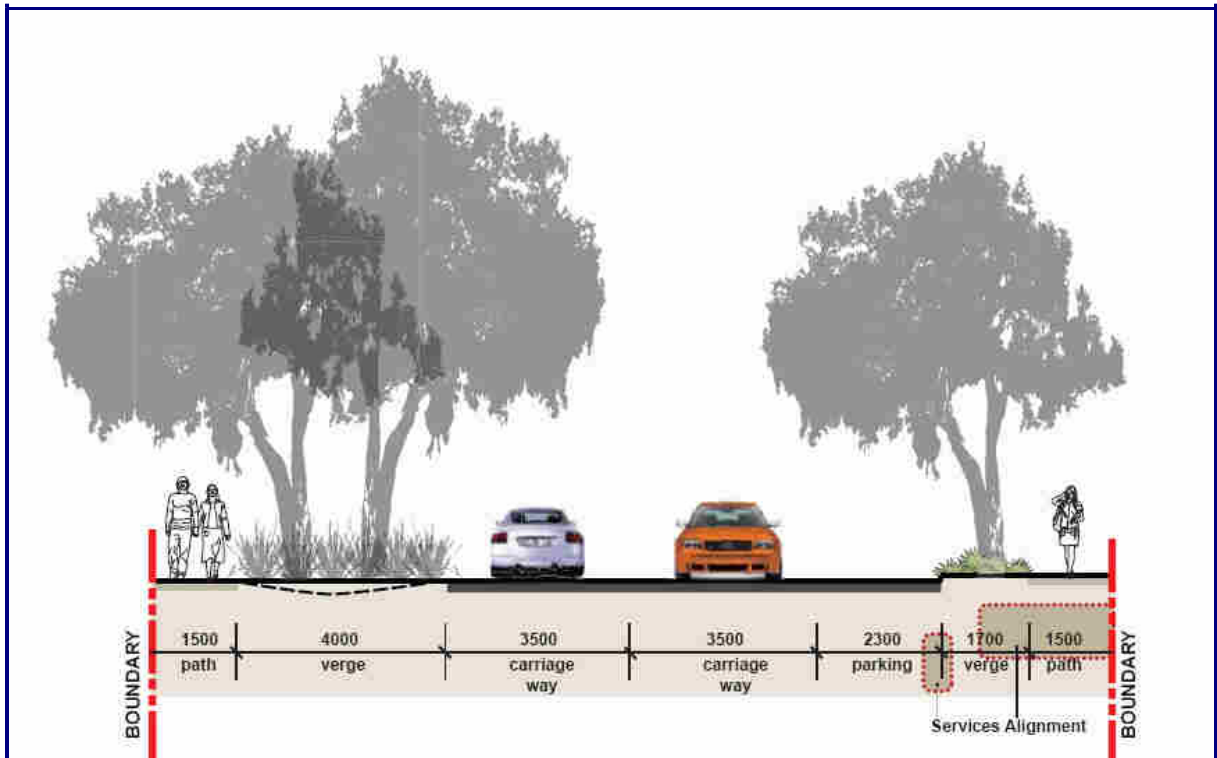 1500 4000 3500 3500 2300 1700 1500
path verge carriage carriage parking verge path
way way
Services Alignment
BOUNDARY
BOUNDARY